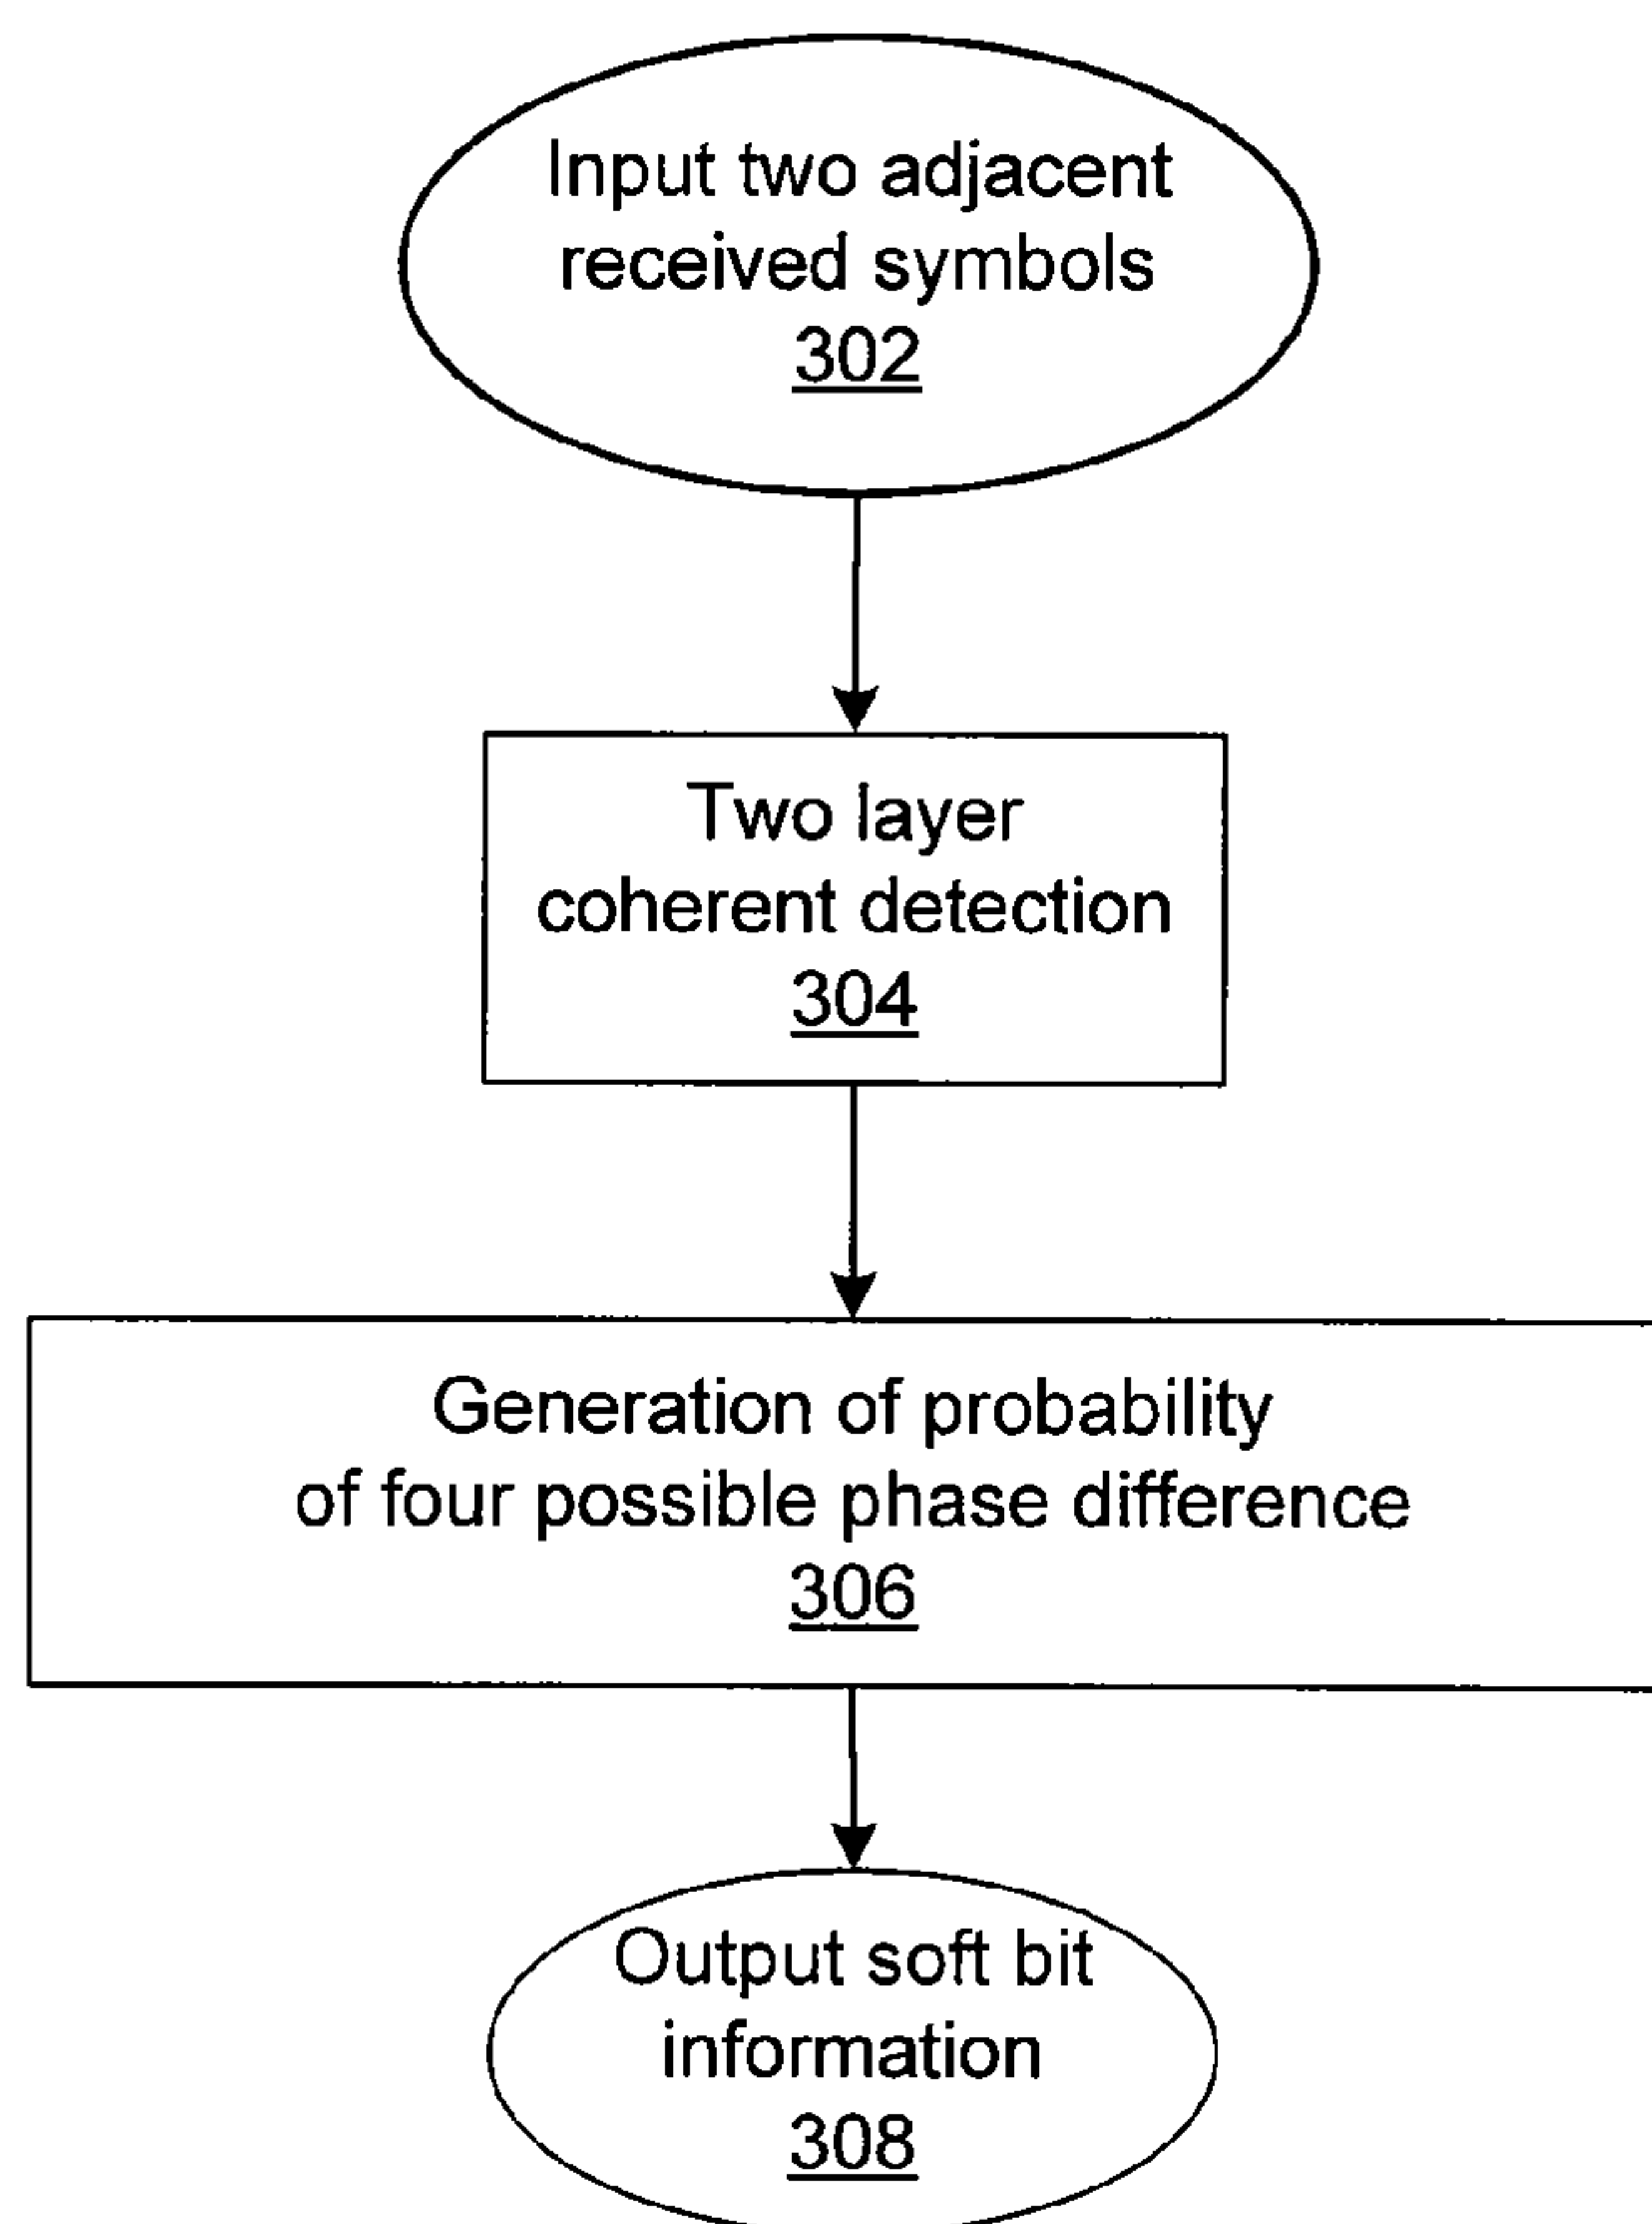 Input two adjacent
received symbols
302
Two layer
coherent detection
304
Generation of probability
of four possible phase difference
306
Output soft bit
information
308